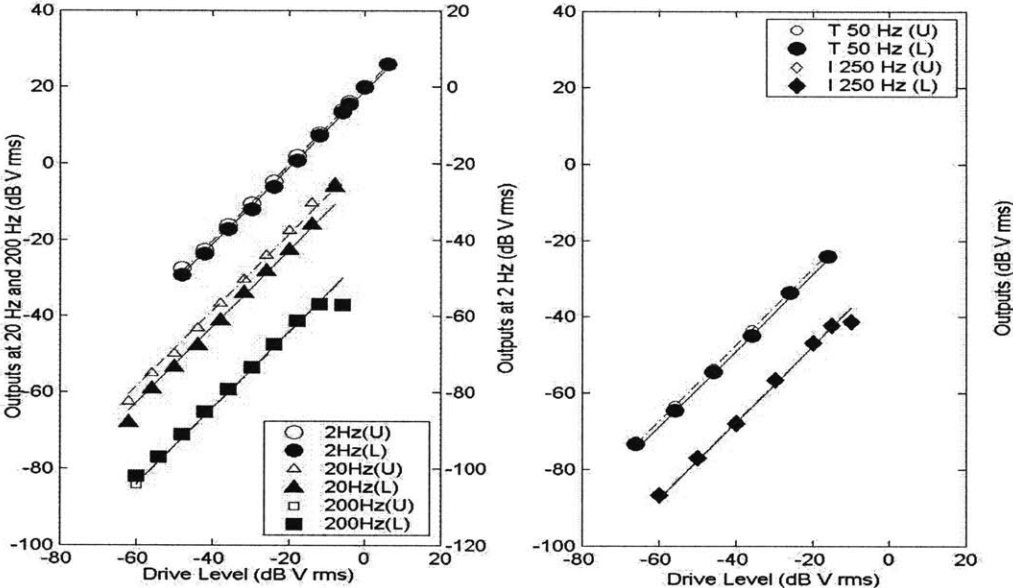 40
20
0
-20
-40
-60
-80
-100
Outputs at 20 Hz and 200 Hz (dB V rms)
20
0
-20
-40
-60
-80
-100
-120
Outputs at 2 Hz (dB V rms)
2Hz(U)
2Hz(L)
20Hz(U)
20Hz(L)
200Hz(U)
200Hz(L)
-80 -60 -40 -20 0 20
Drive Level (dB V rms)
40
20
0
-20
-40
-60
-80
-100
T 50 Hz (U)
T 50 Hz (L)
I 250 Hz (U)
I 250 Hz (L)
Outputs (dB V rms)
-80 -60 -40 -20 0 20
Drive Level (dB V rms)